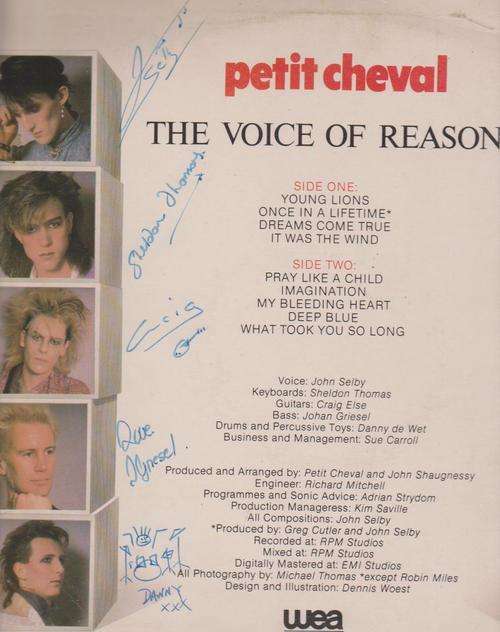 petit cheval
THE VOICE OF REASON
SIDE ONE:
YOUNG LIONS
ONCE IN A LIFETIME*
DREAMS COME TRUE
IT WAS THE WIND
SIDE TWO:
PRAY LIKE A CHILD
IMAGINATION
MY BLEEDING HEART
DEEP BLUE
WHAT TOOK YOU SO LONG
Voice: John Selby
Keyboards: Sheldon Thomas
Guitars: Craig Else
Bass: Johan Griesel
Drums and Percussive Toys: Danny de Wet
Business and Management: Sue Carroll
Produced and Arranged by: Petit Cheval and John Shaugnessy
Engineer: Richard Mitchell
Programmes and Sonic Advice: Adrian Strydom
Production Manageress: Kim Saville
All Compositions: John Selby
*Produced by: Greg Cutler and John Selby
Recorded at: RPM Studios
Mixed at: RPM Studios
Digitally Mastered at: EMI Studios
All Photography by: Michael Thomas *except Robin Miles
Design and Illustration: Dennis Woest
wea
Sheldon Thomas
Craig
Griesel
DANNY
XXX